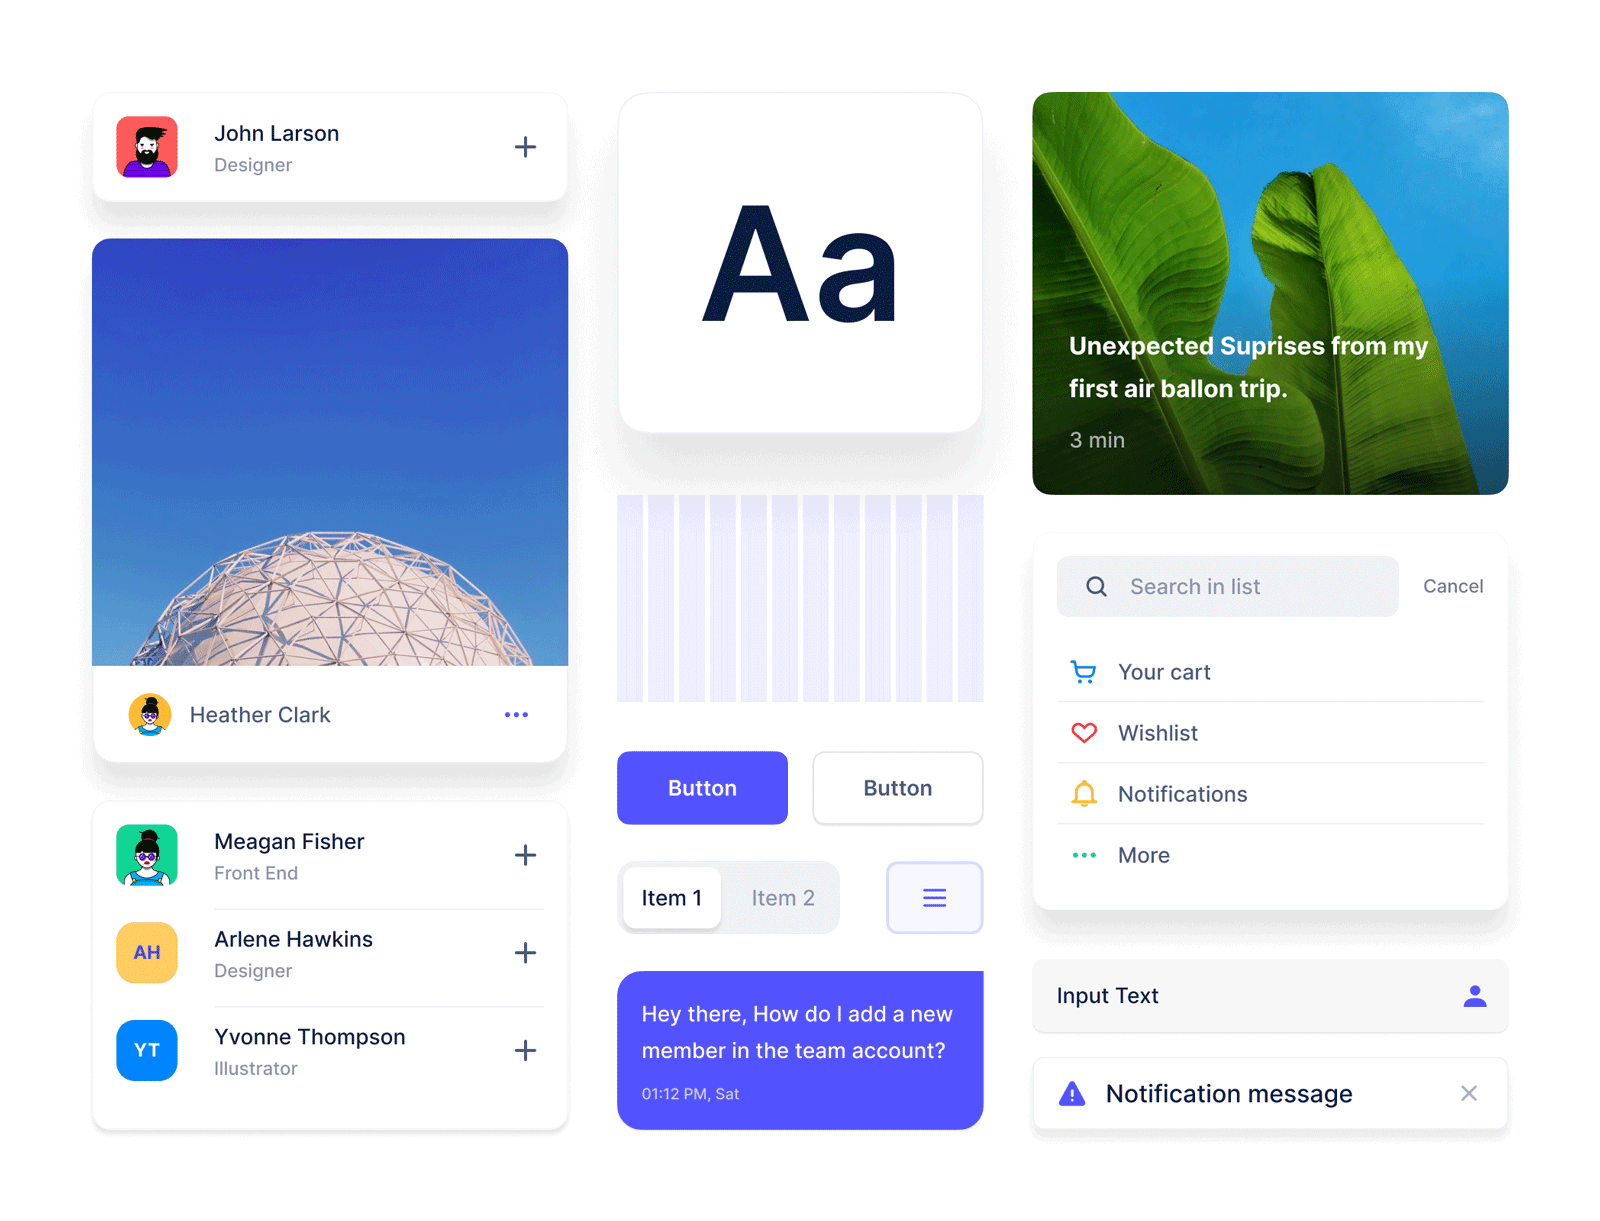 John Larson
Designer
Heather Clark
Meagan Fisher
Front End
AH
Arlene Hawkins
Designer
YT
Yvonne Thompson
Illustrator
Aa
Button
Button
Item 1
Item 2
Hey there, How do I add a new
member in the team account?
01:12 PM, Sat
Unexpected Suprises from my
first air ballon trip.
3 min
Search in list
Cancel
Your cart
Wishlist
Notifications
More
Input Text
Notification message